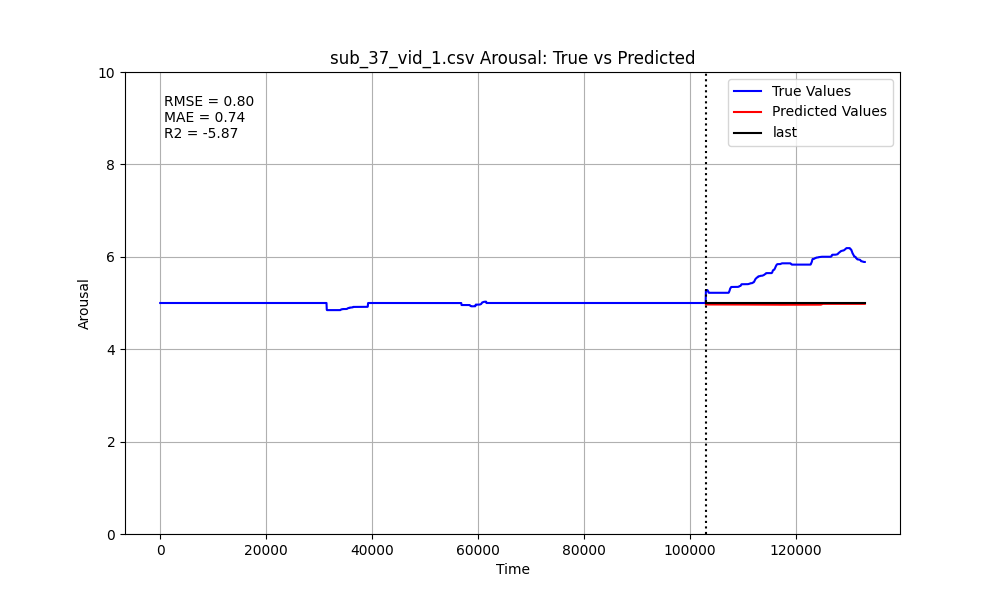 sub_37_vid_1.csv Arousal: True vs Predicted
10
8
6
4
2
0
Arousal
RMSE = 0.80
MAE = 0.74
R2 = -5.87
True Values
Predicted Values
last
0
20000
40000
60000
80000
100000
120000
Time